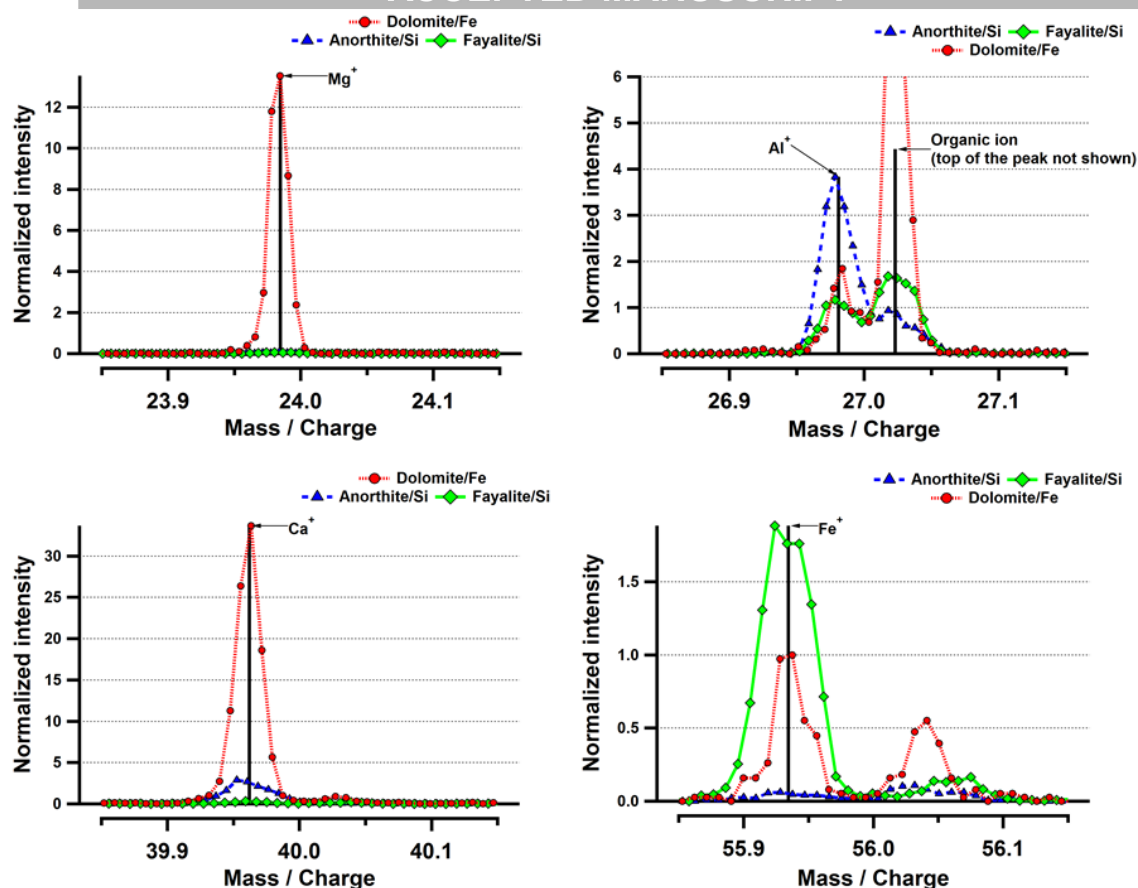 Dolomite/Fe
Anorthite/Si Fayalite/Si
Mg+
Normalized intensity
12
10
8
6
4
2
0
23.9 24.0 24.1
Mass / Charge
Anorthite/Si Fayalite/Si
Dolomite/Fe
Al+
Organic ion
(top of the peak not shown)
Normalized intensity
6
5
4
3
2
1
0
26.9 27.0 27.1
Mass / Charge
Dolomite/Fe
Anorthite/Si Fayalite/Si
Ca+
Normalized intensity
30
25
20
15
10
5
0
39.9 40.0 40.1
Mass / Charge
Anorthite/Si Fayalite/Si
Dolomite/Fe
Fe+
Normalized intensity
1.5
1.0
0.5
0.0
55.9 56.0 56.1
Mass / Charge